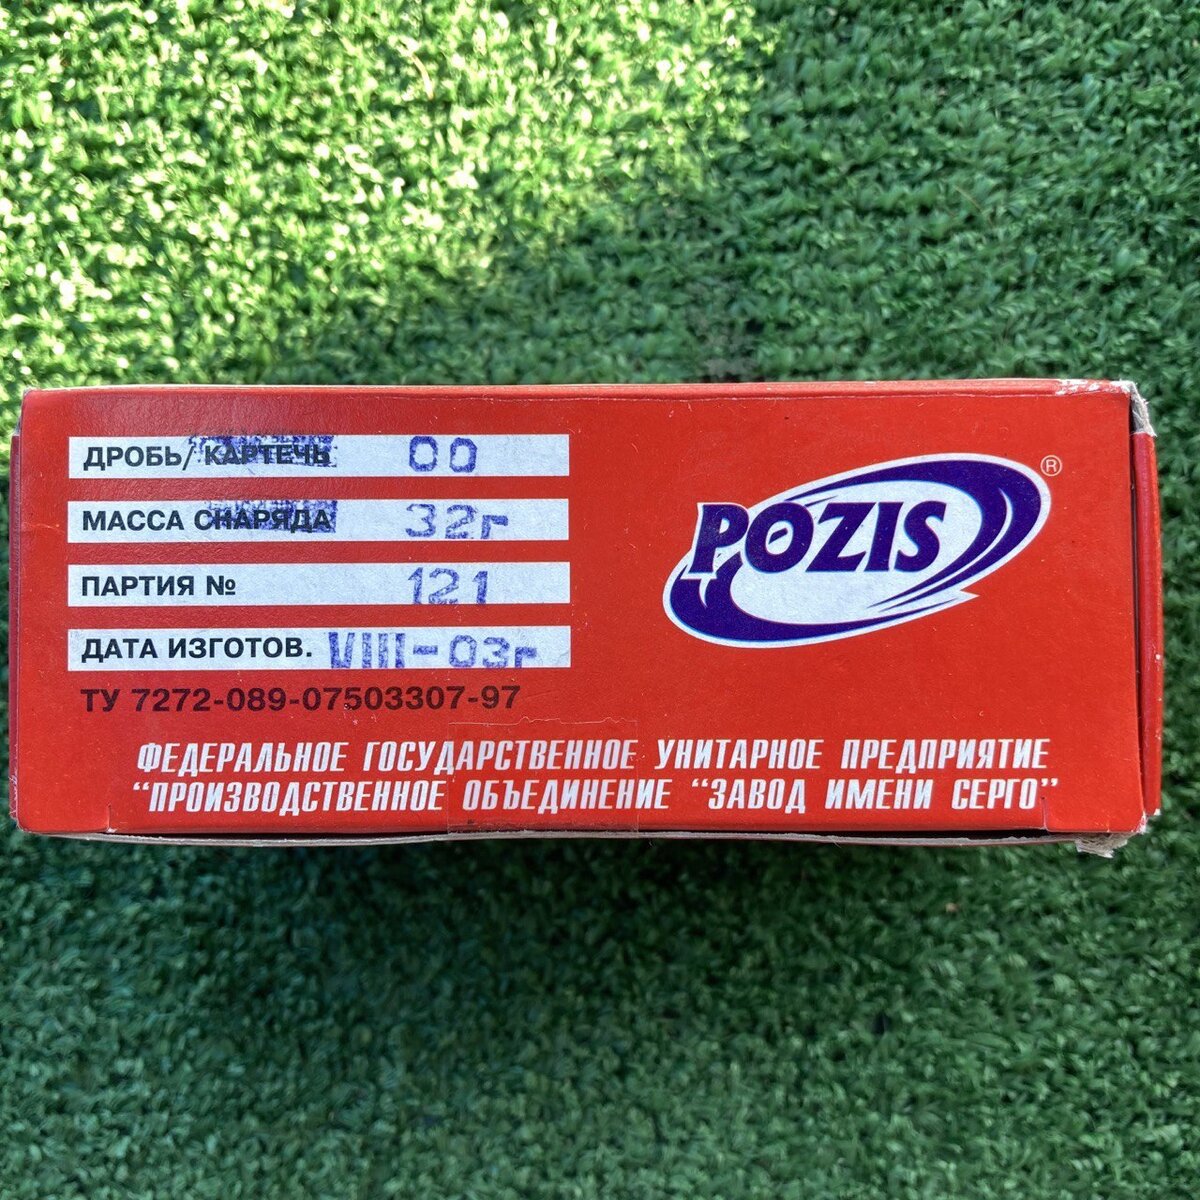 ДРОБЬ/ КАРТЕЧЬ 00
МАССА СНАРЯДА 32г
ПАРТИЯ № 121
ДАТА ИЗГОТОВ. VIII-03г
ТУ 7272-089-07503307-97
POZIS ®
ФЕДЕРАЛЬНОЕ ГОСУДАРСТВЕННОЕ УНИТАРНОЕ ПРЕДПРИЯТИЕ
"ПРОИЗВОДСТВЕННОЕ ОБЪЕДИНЕНИЕ "ЗАВОД ИМЕНИ СЕРГО"